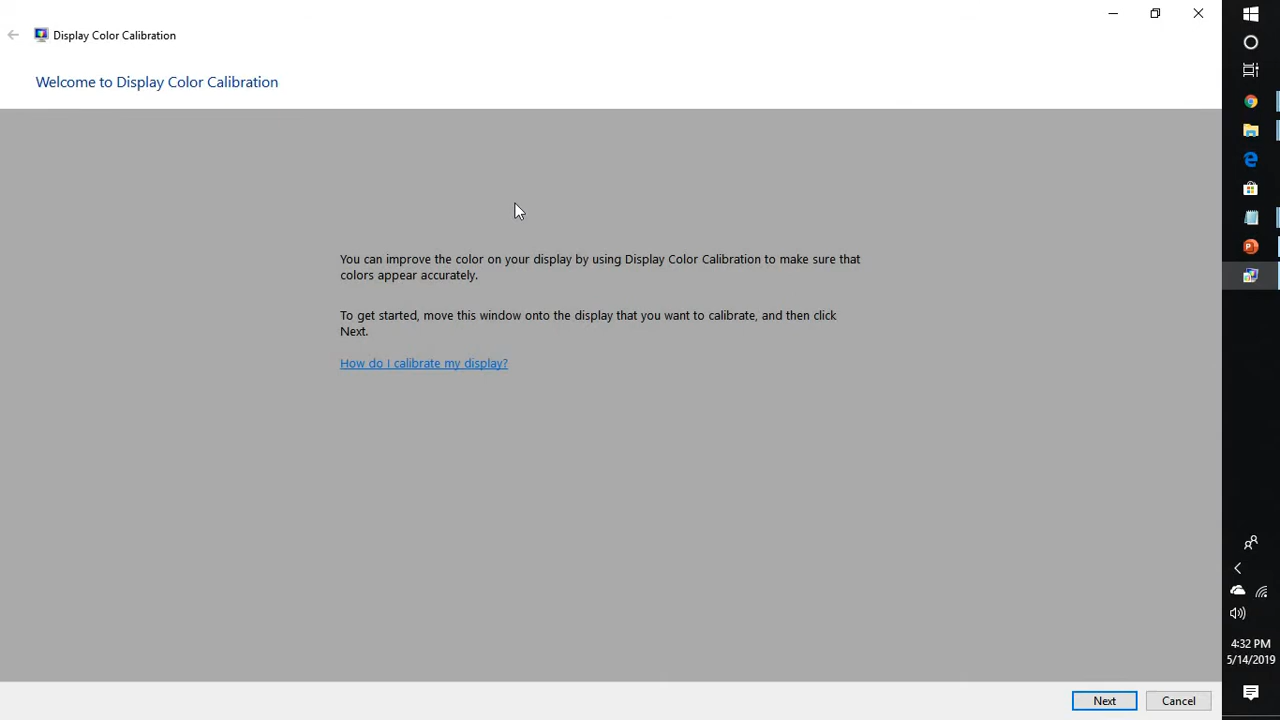 Display Color Calibration
Welcome to Display Color Calibration
You can improve the color on your display by using Display Color Calibration to make sure that
colors appear accurately.
To get started, move this window onto the display that you want to calibrate, and then click
Next.
How do I calibrate my display?
Next
Cancel
4:32 PM
5/14/2019